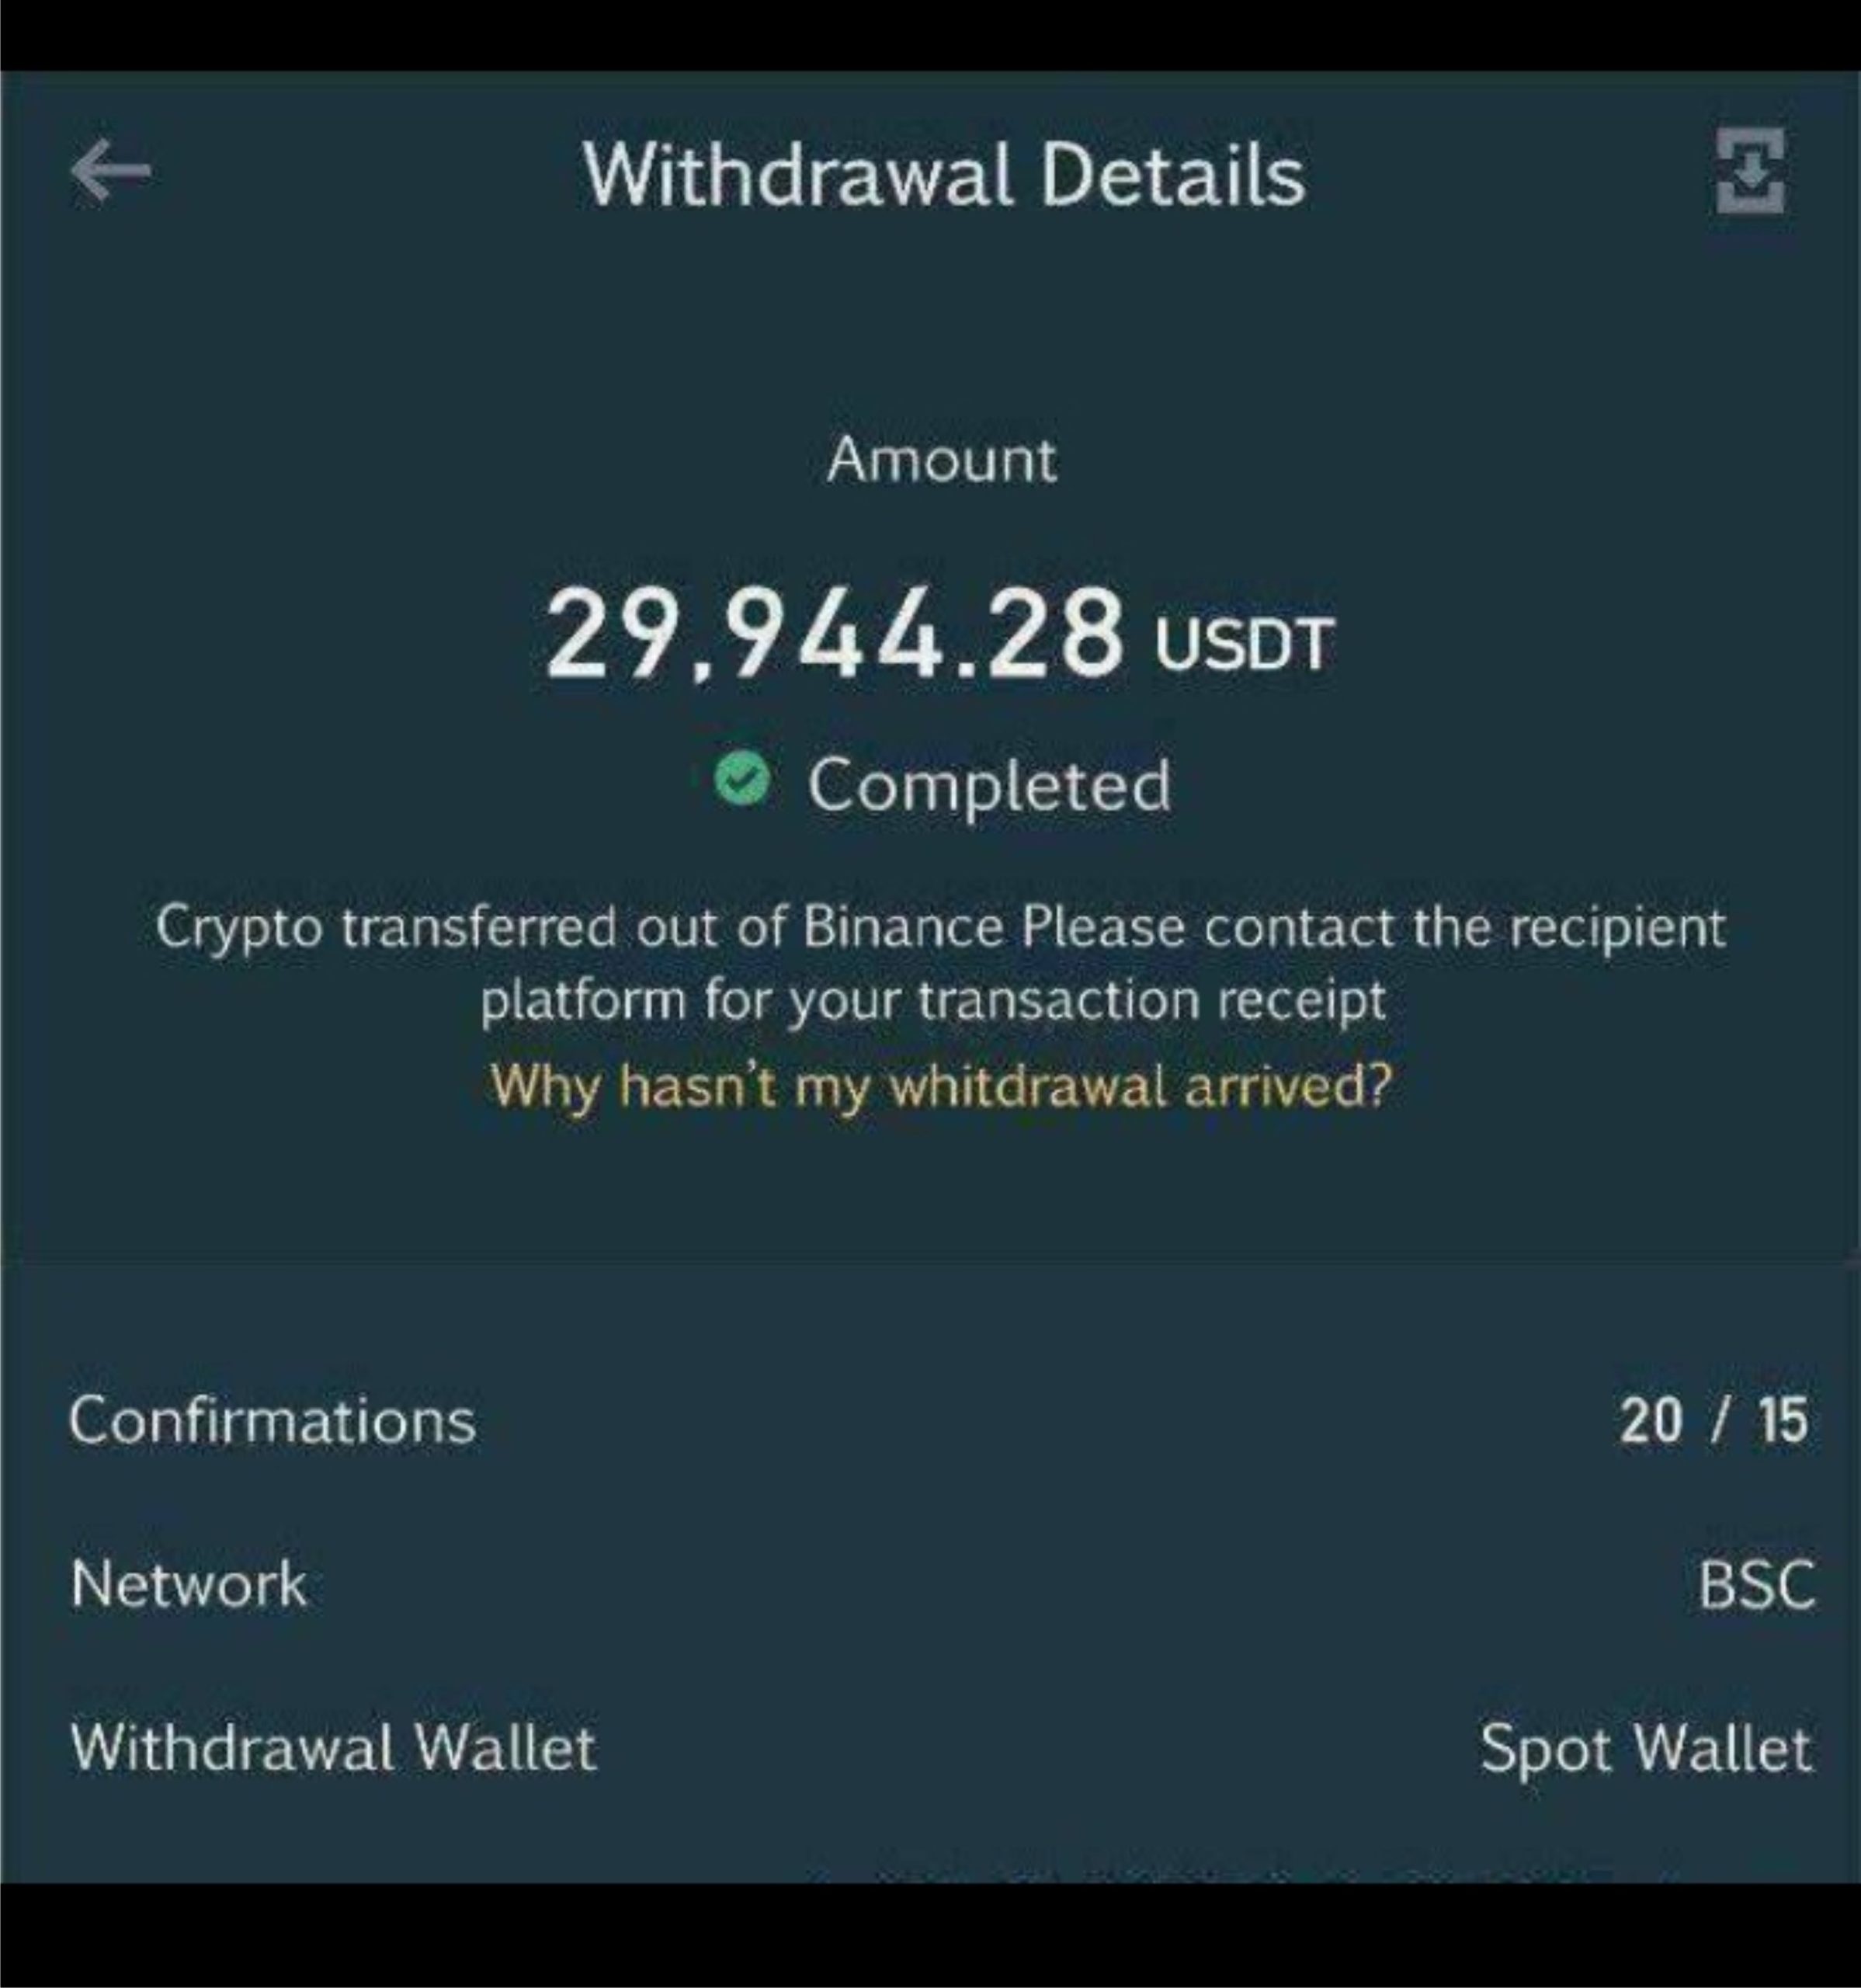 Withdrawal Details
Amount
29,944.28 USDT
Completed
Crypto transferred out of Binance Please contact the recipient
platform for your transaction receipt
Why hasn't my whitdrawal arrived?
Confirmations 20 / 15
Network BSC
Withdrawal Wallet Spot Wallet